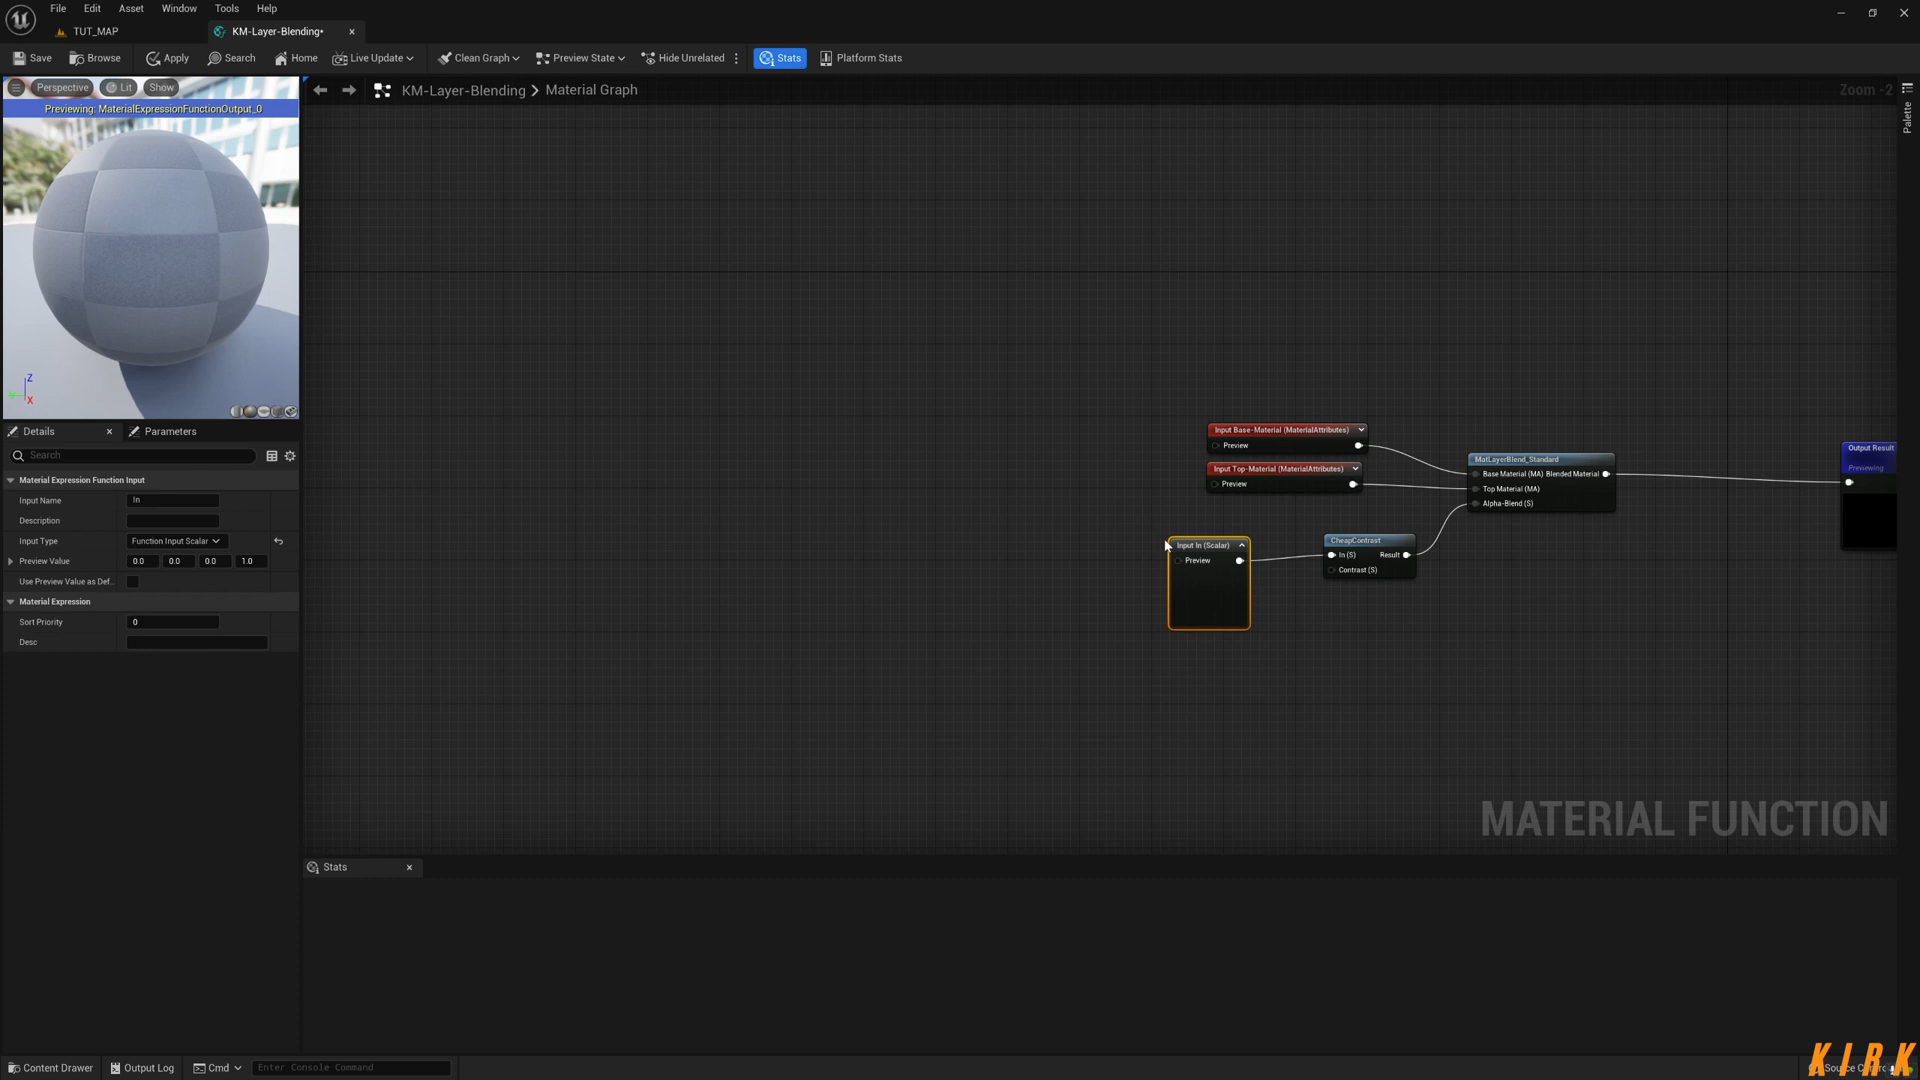 File Edit Asset Window Tools Help
TUT_MAP
KM-Layer-Blending*
Save Browse Apply Search Home Live Update Clean Graph Preview State Hide Unrelated Stats Platform Stats
Perspective Lit Show
Previewing: MaterialExpressionFunctionOutput_0
KM-Layer-Blending > Material Graph
Zoom -2
Palette
Z
X
Details
Parameters
Search
Material Expression Function Input
Input Name In
Description
Input Type Function Input Scalar
Preview Value 0.0 0.0 0.0 1.0
Use Preview Value as Def..
Material Expression
Sort Priority 0
Desc
Input Base-Material (MaterialAttributes)
Preview
Input Top-Material (MaterialAttributes)
Preview
MatLayerBlend_Standard
Base Material (MA) Blended Material
Top Material (MA)
Alpha-Blend (S)
Output Result
Previewing
Input In (Scalar)
Preview
CheapContrast
In (S) Result
Contrast (S)
MATERIAL FUNCTION
Stats
Content Drawer Output Log Cmd Enter Console Command
KIRK